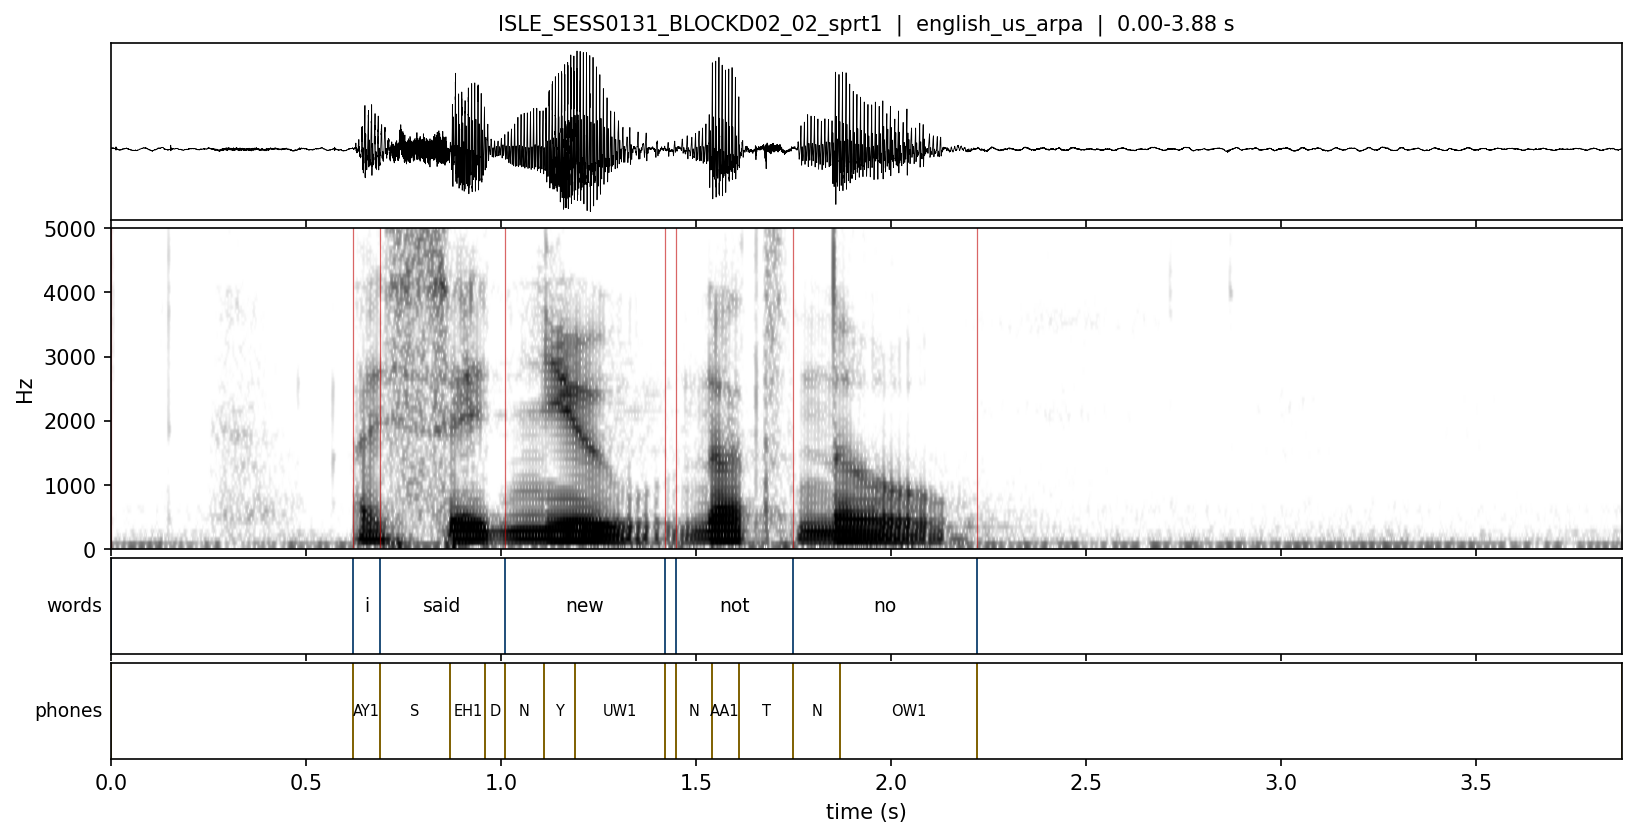 ISLE_SESS0131_BLOCKD02_02_sprt1 | english_us_arpa | 0.00-3.88 s
5000
4000
3000
2000
1000
0
Hz
words
i said new not no
phones
AY1 S EH1 D N Y UW1 N AA1 T N OW1
0.0 0.5 1.0 1.5 2.0 2.5 3.0 3.5
time (s)